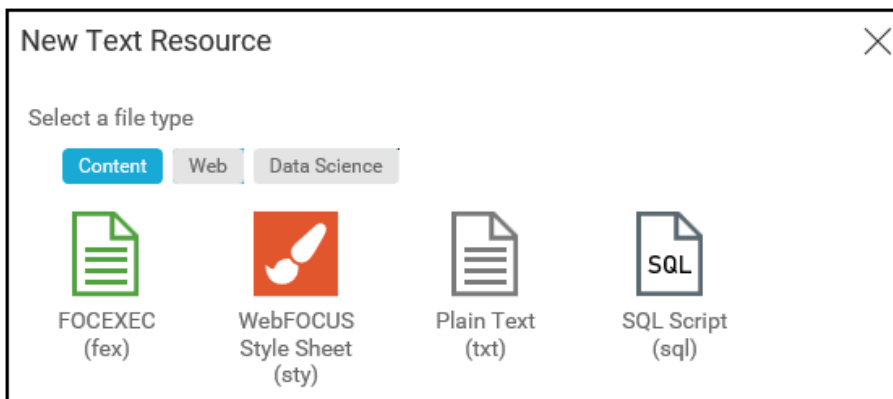 New Text Resource
Select a file type
Content Web Data Science
SQL
FOCEXEC WebFOCUS Plain Text SQL Script
(fex) Style Sheet (txt) (sql)
(sty)